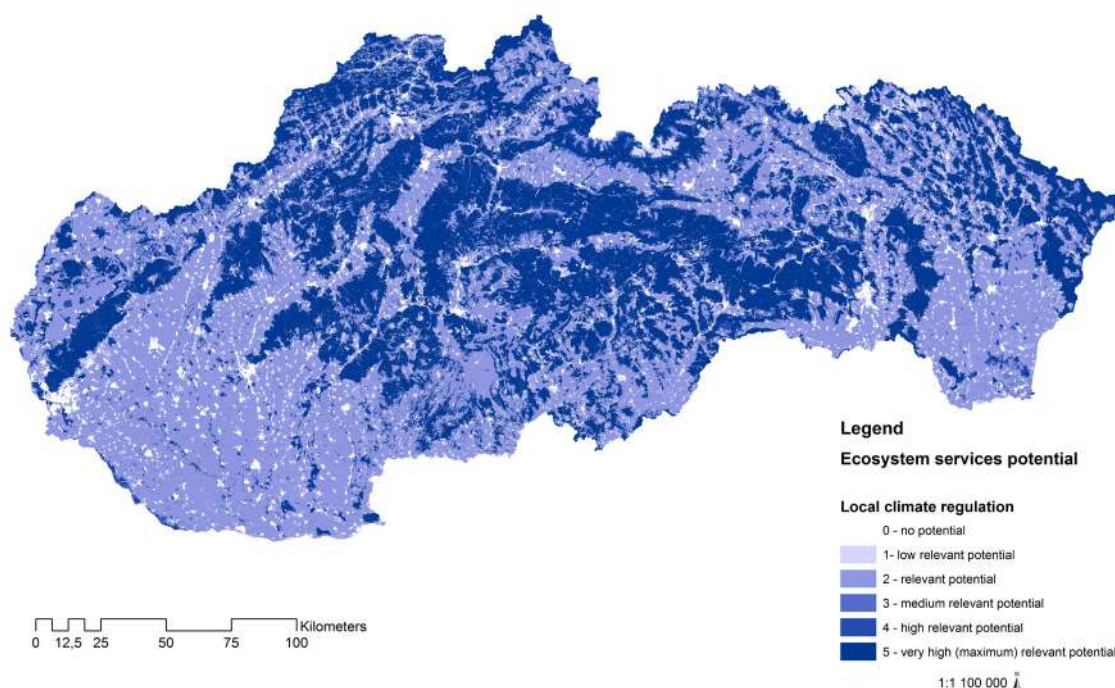 Legend
Ecosystem services potential
Local climate regulation
0 - no potential
1- low relevant potential
2 - relevant potential
3 - medium relevant potential
4 - high relevant potential
5 - very high (maximum) relevant potential
Kilometers
0 12,5 25 50 75 100
1:1 100 000